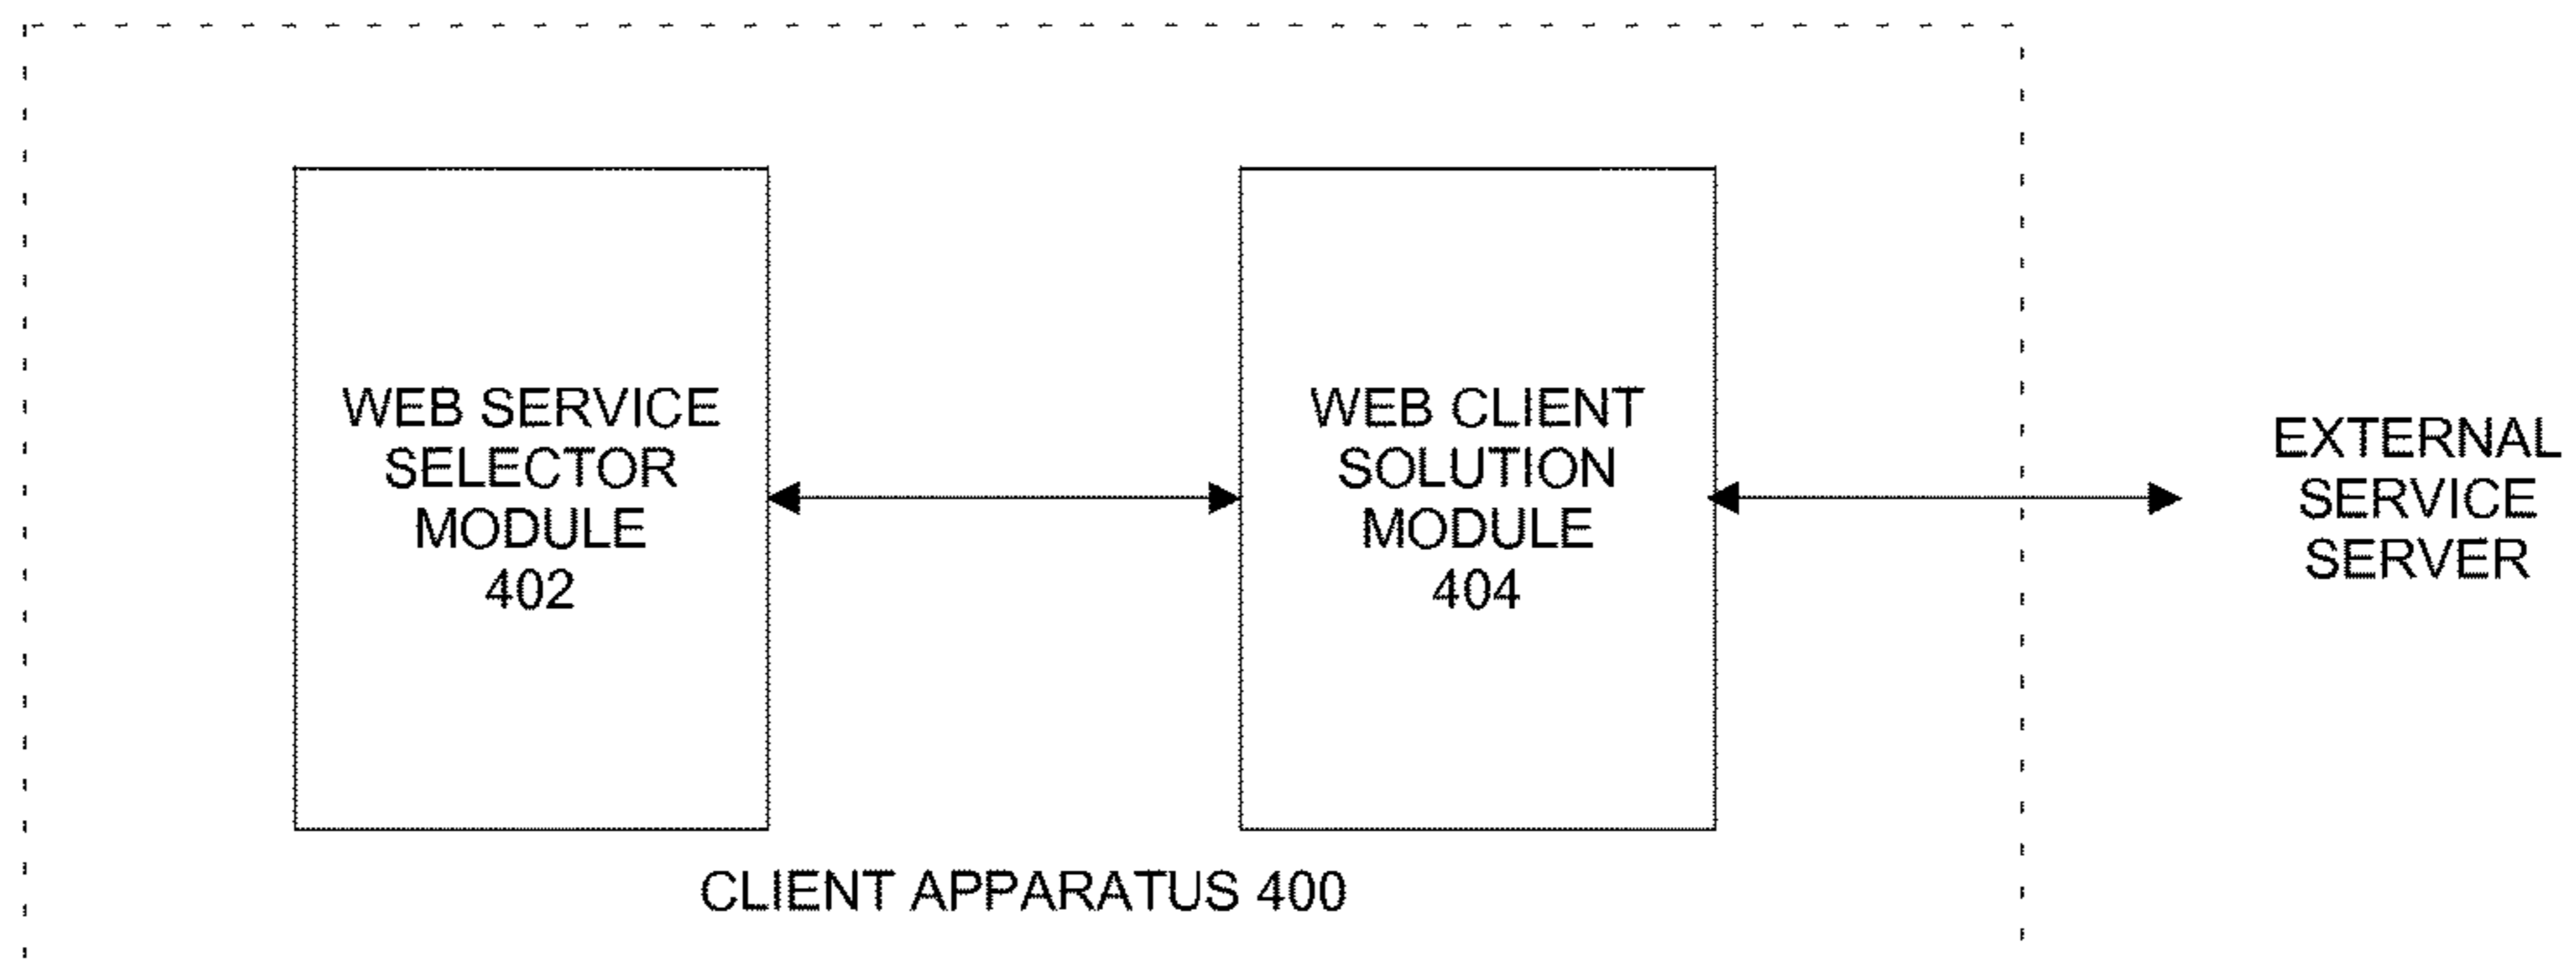 WEB SERVICE
SELECTOR
MODULE
402
WEB CLIENT
SOLUTION
MODULE
404
EXTERNAL
SERVICE
SERVER
CLIENT APPARATUS 400